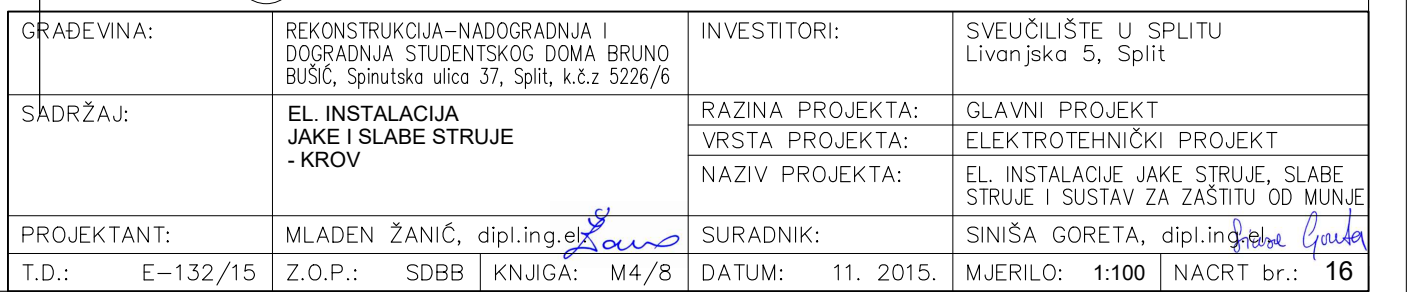 GRAĐEVINA:
REKONSTRUKCIJA–NADOGRADNJA I
DOGRADNJA STUDENTSKOG DOMA BRUNO
BUŠIĆ, Spinutska ulica 37, Split, k.č.z 5226/6
INVESTITORI:
SVEUČILIŠTE U SPLITU
Livanjska 5, Split
SADRŽAJ:
EL. INSTALACIJA
JAKE I SLABE STRUJE
- KROV
RAZINA PROJEKTA:
GLAVNI PROJEKT
VRSTA PROJEKTA:
ELEKTROTEHNIČKI PROJEKT
NAZIV PROJEKTA:
EL. INSTALACIJE JAKE STRUJE, SLABE
STRUJE I SUSTAV ZA ZAŠTITU OD MUNJE
PROJEKTANT:
MLADEN ŽANIĆ, dipl.ing.el.
SURADNIK:
SINIŠA GORETA, dipl.ing.el.
T.D.: E–132/15
Z.O.P.: SDBB
KNJIGA: M4/8
DATUM: 11. 2015.
MJERILO: 1:100
NACRT br.: 16